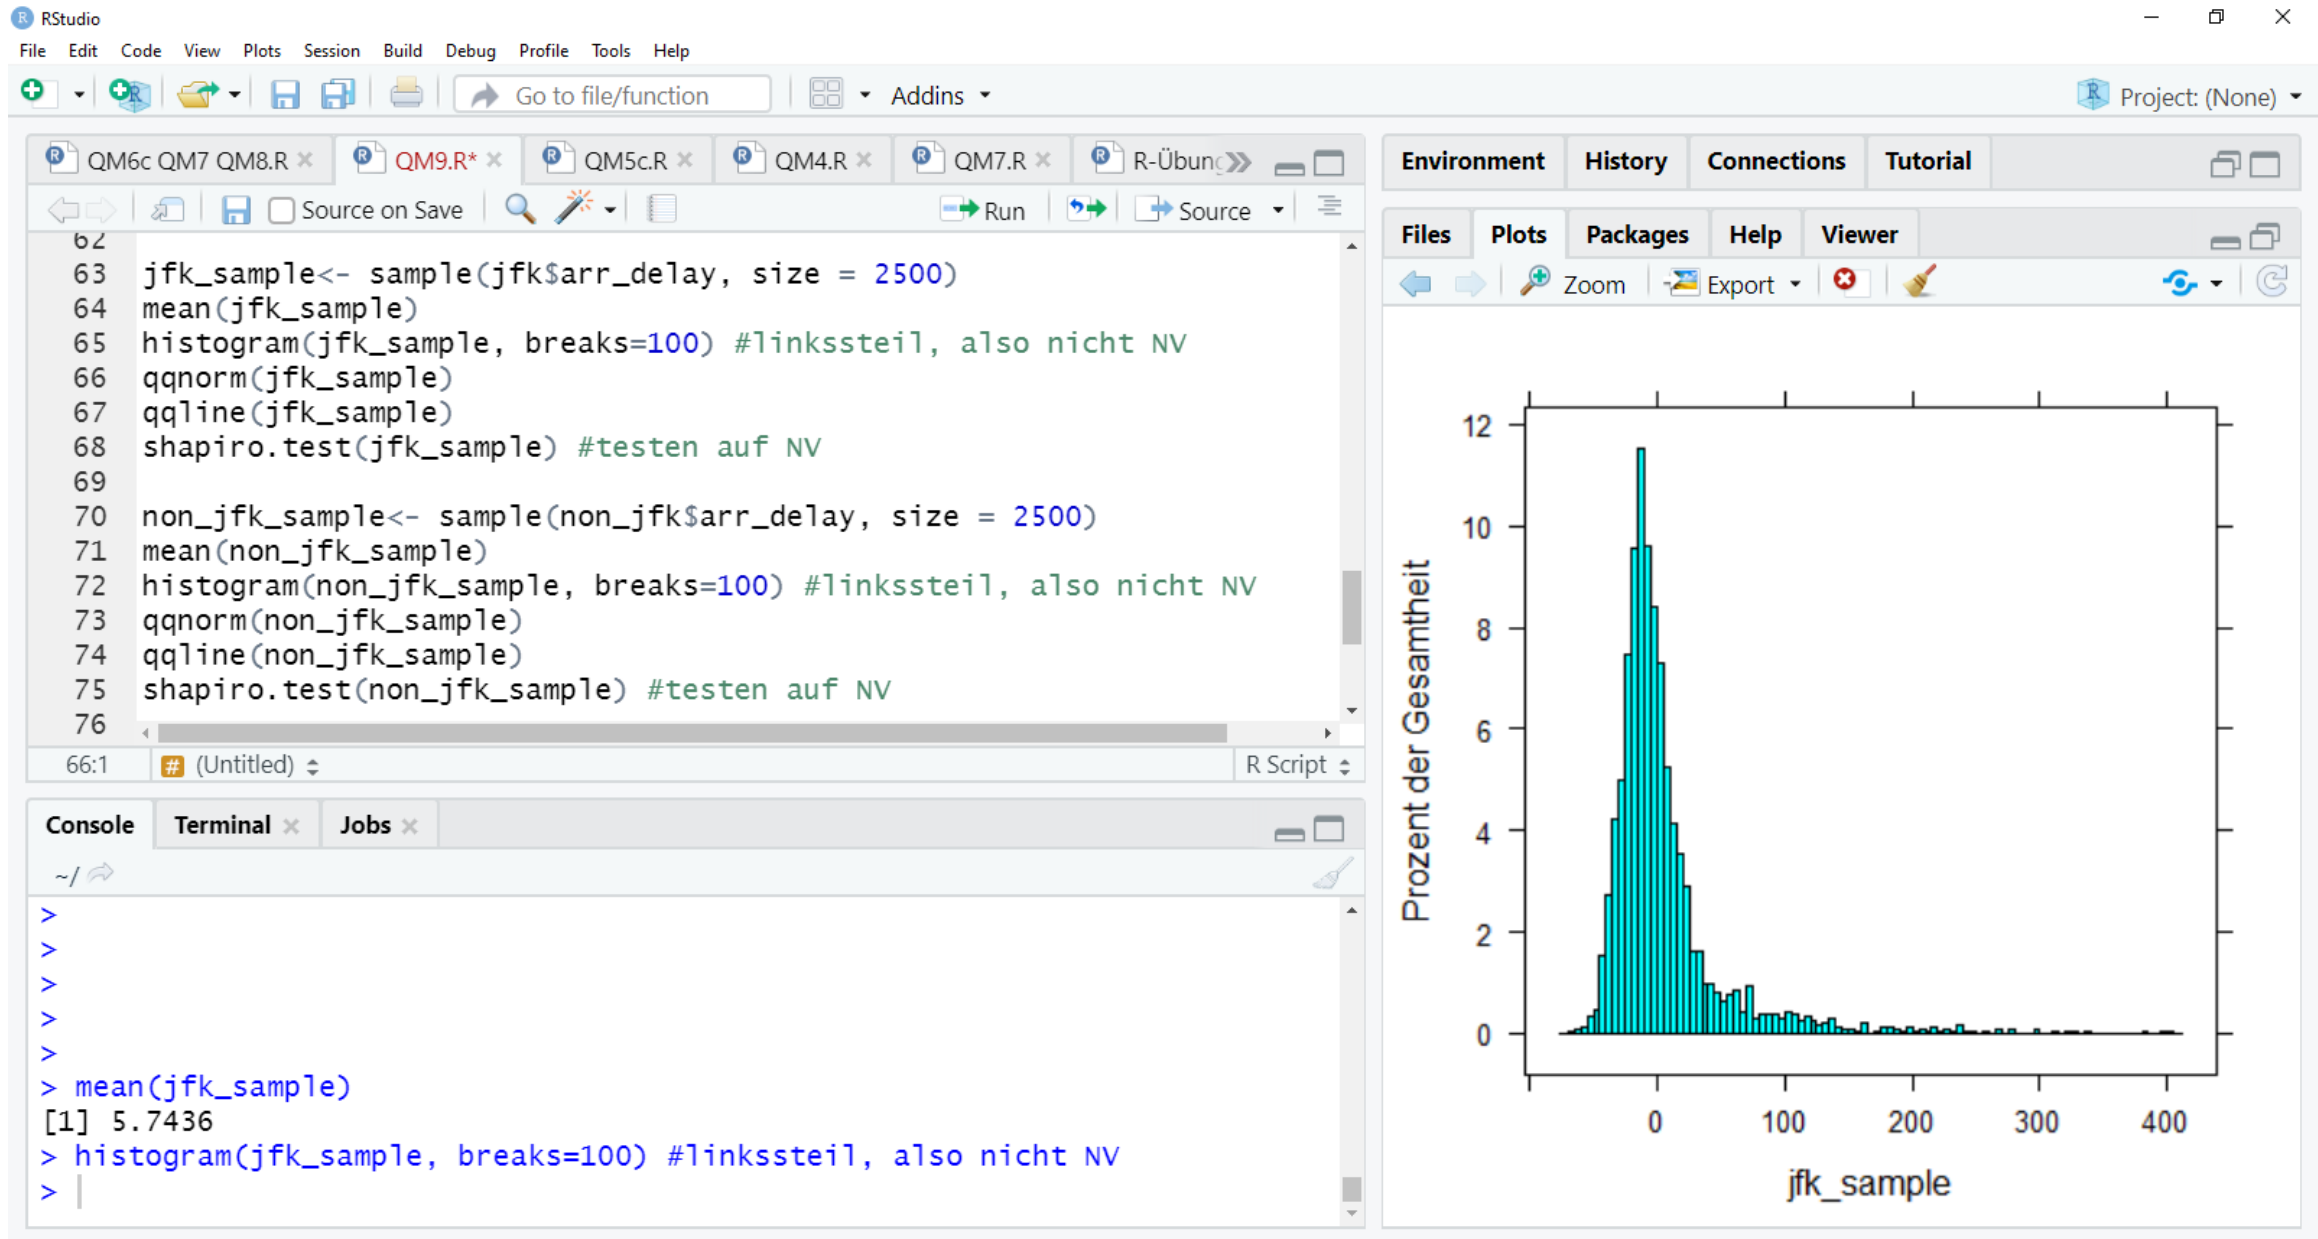 RStudio
File Edit Code View Plots Session Build Debug Profile Tools Help
Go to file/function Addins Project: (None)
QM6c QM7 QM8.R QM9.R* QM5c.R QM4.R QM7.R R-Übung
Source on Save Run Source
62
63 jfk_sample<- sample(jfk$arr_delay, size = 2500)
64 mean(jfk_sample)
65 histogram(jfk_sample, breaks=100) #linkssteil, also nicht NV
66 qqnorm(jfk_sample)
67 qqline(jfk_sample)
68 shapiro.test(jfk_sample) #testen auf NV
69
70 non_jfk_sample<- sample(non_jfk$arr_delay, size = 2500)
71 mean(non_jfk_sample)
72 histogram(non_jfk_sample, breaks=100) #linkssteil, also nicht NV
73 qqnorm(non_jfk_sample)
74 qqline(non_jfk_sample)
75 shapiro.test(non_jfk_sample) #testen auf NV
76
66:1 # (Untitled) R Script
Console Terminal Jobs
~/
>
>
>
>
>
> mean(jfk_sample)
[1] 5.7436
> histogram(jfk_sample, breaks=100) #linkssteil, also nicht NV
>
Environment History Connections Tutorial
Files Plots Packages Help Viewer
Zoom Export
Prozent der Gesamtheit
12
10
8
6
4
2
0
0 100 200 300 400
jfk_sample